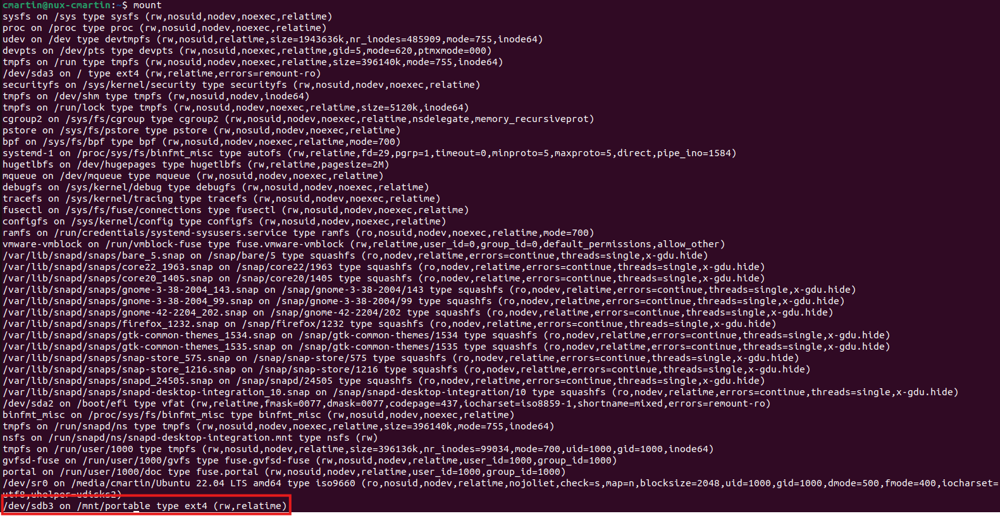 cmartin@nux-cmartin:~$ mount
sysfs on /sys type sysfs (rw,nosuid,nodev,noexec,relatime)
proc on /proc type proc (rw,nosuid,nodev,noexec,relatime)
udev on /dev type devtmpfs (rw,nosuid,relatime,size=1943636k,nr_inodes=485909,mode=755,inode64)
devpts on /dev/pts type devpts (rw,nosuid,noexec,relatime,gid=5,mode=620,ptmxmode=000)
tmpfs on /run type tmpfs (rw,nosuid,nodev,noexec,relatime,size=396140k,mode=755,inode64)
/dev/sda3 on / type ext4 (rw,relatime,errors=remount-ro)
securityfs on /sys/kernel/security type securityfs (rw,nosuid,nodev,noexec,relatime)
tmpfs on /dev/shm type tmpfs (rw,nosuid,nodev,inode64)
tmpfs on /run/lock type tmpfs (rw,nosuid,nodev,noexec,relatime,size=5120k,inode64)
cgroup2 on /sys/fs/cgroup type cgroup2 (rw,nosuid,nodev,noexec,relatime,nsdelegate,memory_recursiveprot)
pstore on /sys/fs/pstore type pstore (rw,nosuid,nodev,noexec,relatime)
bpf on /sys/fs/bpf type bpf (rw,nosuid,nodev,noexec,relatime,mode=700)
systemd-1 on /proc/sys/fs/binfmt_misc type autofs (rw,relatime,fd=29,pgrp=1,timeout=0,minproto=5,maxproto=5,direct,pipe_ino=1584)
hugetlbfs on /dev/hugepages type hugetlbfs (rw,relatime,pagesize=2M)
mqueue on /dev/mqueue type mqueue (rw,nosuid,nodev,noexec,relatime)
debugfs on /sys/kernel/debug type debugfs (rw,nosuid,nodev,noexec,relatime)
tracefs on /sys/kernel/tracing type tracefs (rw,nosuid,nodev,noexec,relatime)
fusectl on /sys/fs/fuse/connections type fusectl (rw,nosuid,nodev,noexec,relatime)
configfs on /sys/kernel/config type configfs (rw,nosuid,nodev,noexec,relatime)
ramfs on /run/credentials/systemd-sysusers.service type ramfs (ro,nosuid,nodev,noexec,relatime,mode=700)
vmware-vmblock on /run/vmblock-fuse type fuse.vmware-vmblock (rw,relatime,user_id=0,group_id=0,default_permissions,allow_other)
/var/lib/snapd/snaps/bare_5.snap on /snap/bare/5 type squashfs (ro,nodev,relatime,errors=continue,threads=single,x-gdu.hide)
/var/lib/snapd/snaps/core22_1963.snap on /snap/core22/1963 type squashfs (ro,nodev,relatime,errors=continue,threads=single,x-gdu.hide)
/var/lib/snapd/snaps/core20_1405.snap on /snap/core20/1405 type squashfs (ro,nodev,relatime,errors=continue,threads=single,x-gdu.hide)
/var/lib/snapd/snaps/gnome-3-38-2004_143.snap on /snap/gnome-3-38-2004/143 type squashfs (ro,nodev,relatime,errors=continue,threads=single,x-gdu.hide)
/var/lib/snapd/snaps/gnome-3-38-2004_99.snap on /snap/gnome-3-38-2004/99 type squashfs (ro,nodev,relatime,errors=continue,threads=single,x-gdu.hide)
/var/lib/snapd/snaps/gnome-42-2204_202.snap on /snap/gnome-42-2204/202 type squashfs (ro,nodev,relatime,errors=continue,threads=single,x-gdu.hide)
/var/lib/snapd/snaps/firefox_1232.snap on /snap/firefox/1232 type squashfs (ro,nodev,relatime,errors=continue,threads=single,x-gdu.hide)
/var/lib/snapd/snaps/gtk-common-themes_1534.snap on /snap/gtk-common-themes/1534 type squashfs (ro,nodev,relatime,errors=continue,threads=single,x-gdu.hide)
/var/lib/snapd/snaps/gtk-common-themes_1535.snap on /snap/gtk-common-themes/1535 type squashfs (ro,nodev,relatime,errors=continue,threads=single,x-gdu.hide)
/var/lib/snapd/snaps/snap-store_575.snap on /snap/snap-store/575 type squashfs (ro,nodev,relatime,errors=continue,threads=single,x-gdu.hide)
/var/lib/snapd/snaps/snap-store_1216.snap on /snap/snap-store/1216 type squashfs (ro,nodev,relatime,errors=continue,threads=single,x-gdu.hide)
/var/lib/snapd/snaps/snapd_24505.snap on /snap/snapd/24505 type squashfs (ro,nodev,relatime,errors=continue,threads=single,x-gdu.hide)
/var/lib/snapd/snaps/snapd-desktop-integration_10.snap on /snap/snapd-desktop-integration/10 type squashfs (ro,nodev,relatime,errors=continue,threads=single,x-gdu.hide)
/dev/sda2 on /boot/efi type vfat (rw,relatime,fmask=0077,dmask=0077,codepage=437,iocharset=iso8859-1,shortname=mixed,errors=remount-ro)
binfmt_misc on /proc/sys/fs/binfmt_misc type binfmt_misc (rw,nosuid,nodev,noexec,relatime)
tmpfs on /run/snapd/ns type tmpfs (rw,nosuid,nodev,noexec,relatime,size=396140k,mode=755,inode64)
nsfs on /run/snapd/ns/snapd-desktop-integration.mnt type nsfs (rw)
tmpfs on /run/user/1000 type tmpfs (rw,nosuid,nodev,relatime,size=396136k,nr_inodes=99034,mode=700,uid=1000,gid=1000,inode64)
gvfsd-fuse on /run/user/1000/gvfs type fuse.gvfsd-fuse (rw,nosuid,nodev,relatime,user_id=1000,group_id=1000)
portal on /run/user/1000/doc type fuse.portal (rw,nosuid,nodev,relatime,user_id=1000,group_id=1000)
/dev/sr0 on /media/cmartin/Ubuntu 22.04 LTS amd64 type iso9660 (ro,nosuid,nodev,relatime,nojoliet,check=s,map=n,blocksize=2048,uid=1000,gid=1000,dmode=500,fmode=400,iocharset=
utf8,uhelper=udisks2)
/dev/sdb3 on /mnt/portable type ext4 (rw,relatime)